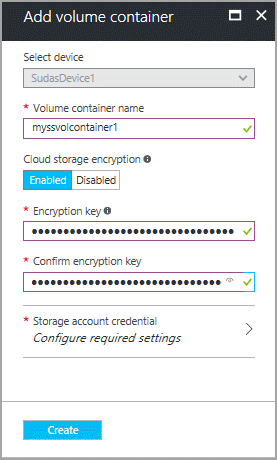 Add volume container
Select device
SudasDevice1
* Volume container name
myssvolcontainer1
Cloud storage encryption
Enabled Disabled
* Encryption key
••••••••••••••••••••••••••••••••
* Confirm encryption key
••••••••••••••••••••••••••••••
* Storage account credential
Configure required settings
Create